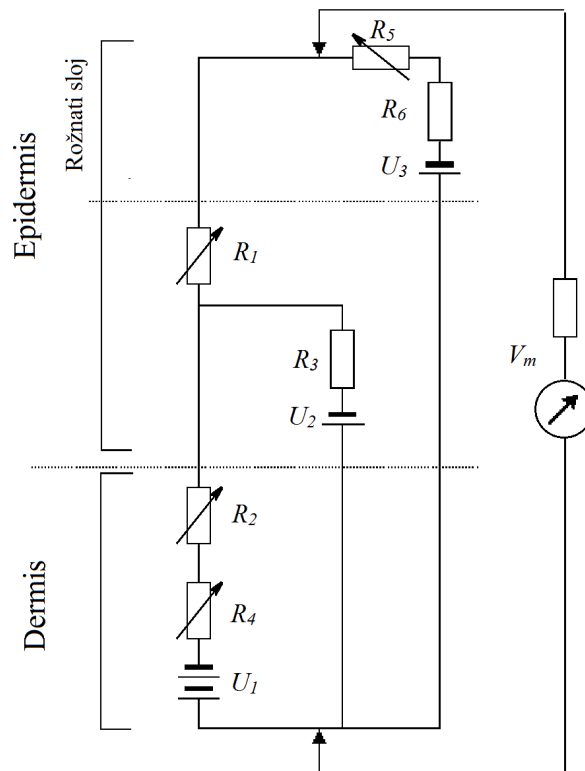 R5
Rožnati sloj
R6
U3
Epidermis
R1
R3
Vm
U2
R2
Dermis
R4
U1